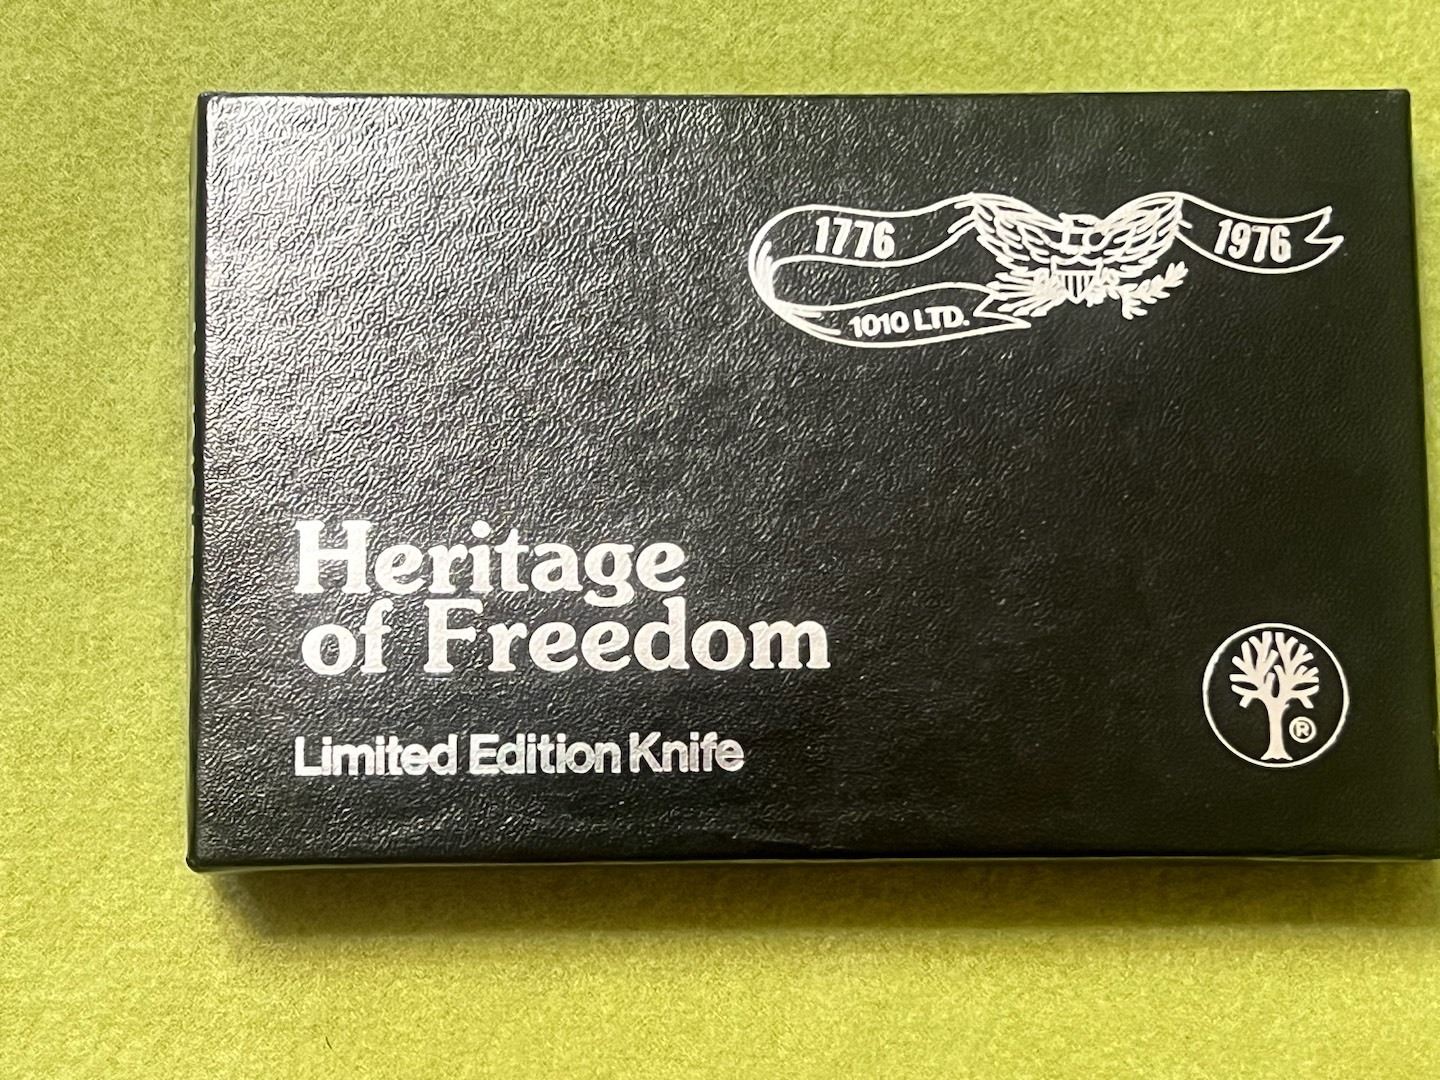 1776
1976
1010 LTD.
Heritage
of Freedom
Limited Edition Knife
®